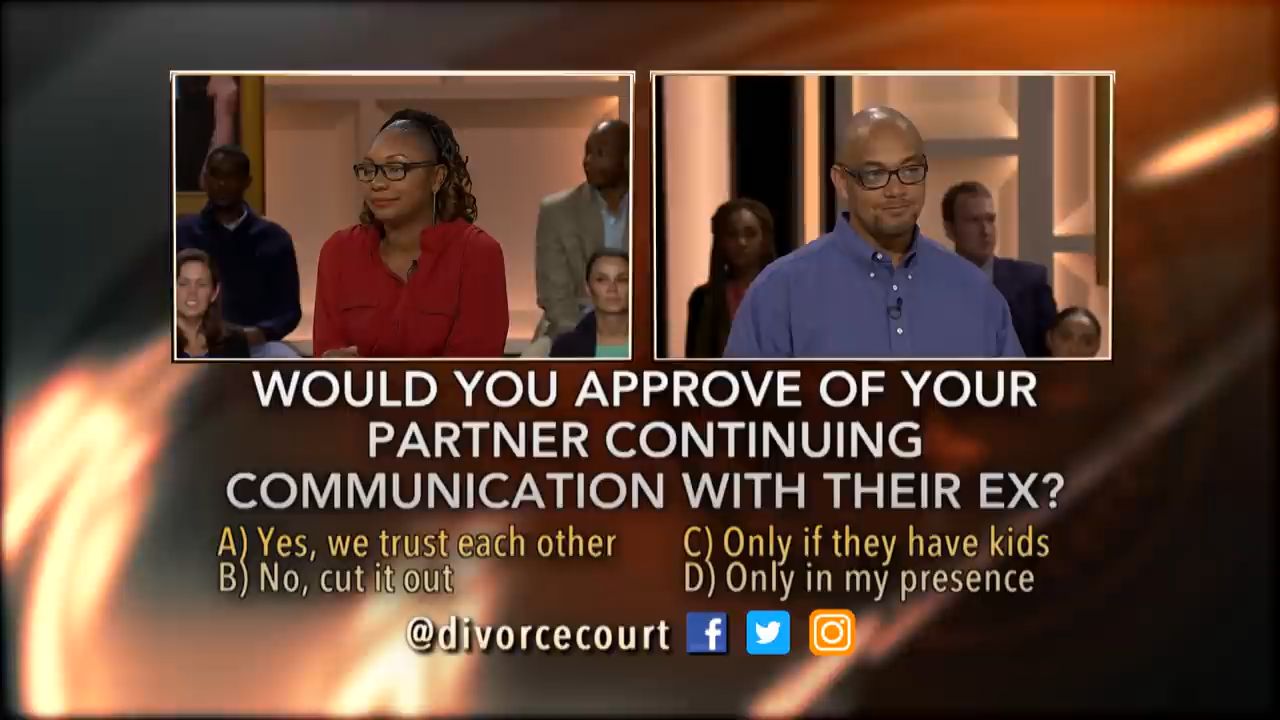 WOULD YOU APPROVE OF YOUR
PARTNER CONTINUING
COMMUNICATION WITH THEIR EX?
A) Yes, we trust each other
B) No, cut it out
C) Only if they have kids
D) Only in my presence
@divorcecourt